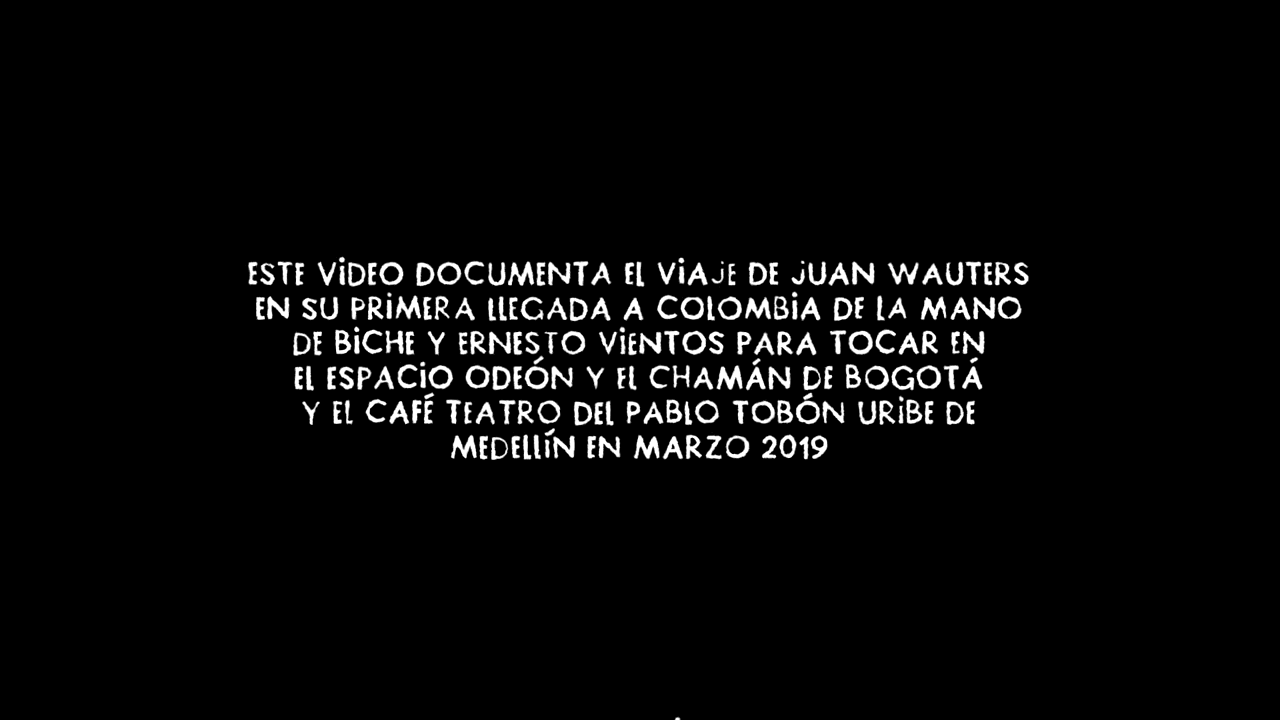 ESTE VIDEO DOCUMENTA EL VIAJE DE JUAN WAUTERS
EN SU PRIMERA LLEGADA A COLOMBIA DE LA MANO
DE BICHE Y ERNESTO VIENTOS PARA TOCAR EN
EL ESPACIO ODEÓN Y EL CHAMÁN DE BOGOTÁ
Y EL CAFÉ TEATRO DEL PABLO TOBÓN URIBE DE
MEDELLÍN EN MARZO 2019